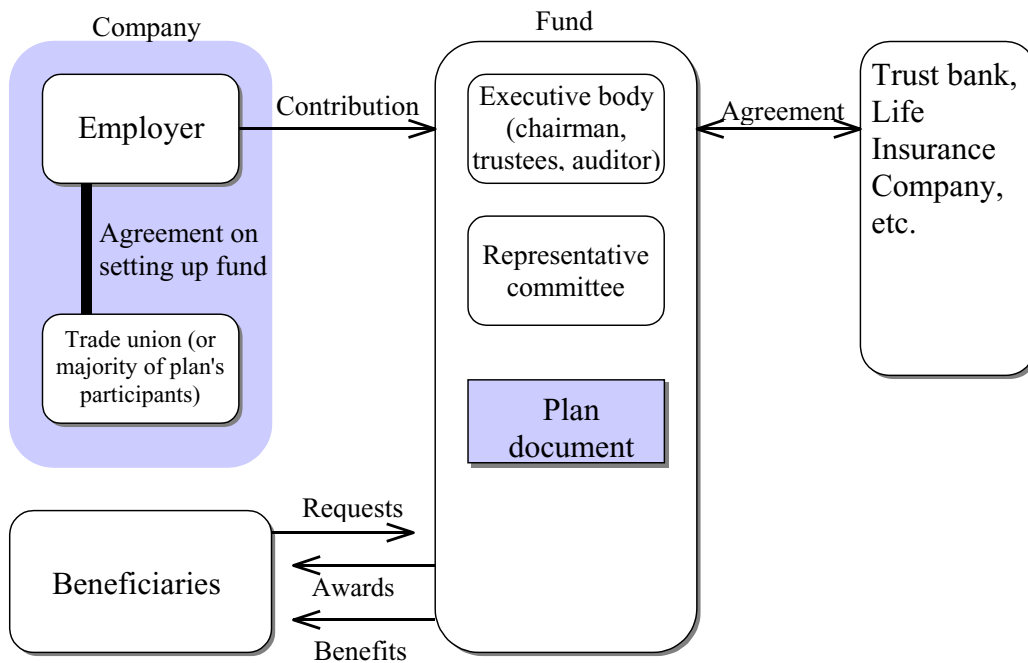 Company
Employer
Agreement on
setting up fund
Trade union (or
majority of plan's
participants)
Contribution
Fund
Executive body
(chairman,
trustees, auditor)
Representative
committee
Plan
document
Agreement
Trust bank,
Life
Insurance
Company,
etc.
Beneficiaries
Requests
Awards
Benefits